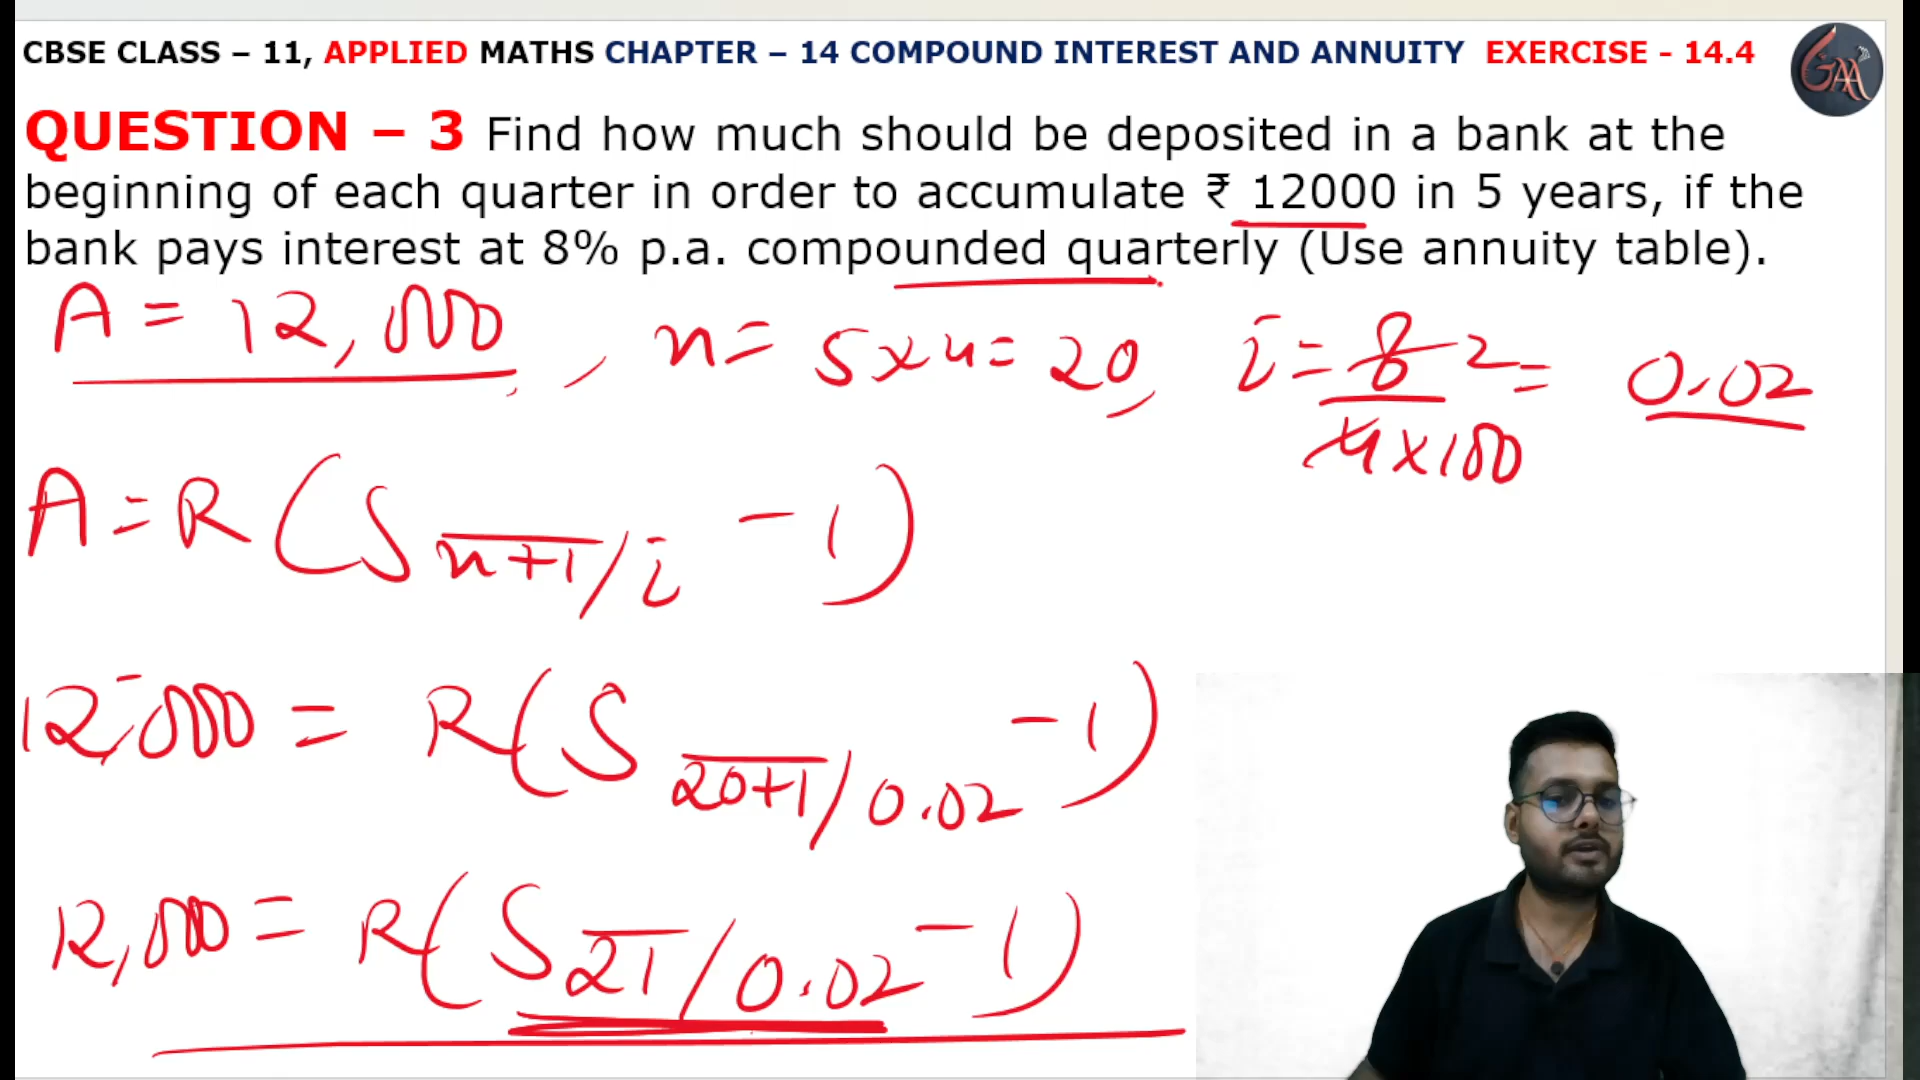 CBSE CLASS – 11, APPLIED MATHS CHAPTER – 14 COMPOUND INTEREST AND ANNUITY EXERCISE - 14.4
GAA
QUESTION – 3 Find how much should be deposited in a bank at the
beginning of each quarter in order to accumulate ₹ 12000 in 5 years, if the
bank pays interest at 8% p.a. compounded quarterly (Use annuity table).
A = 12,000 , n = 5×4 = 20, i = 8 2 = 0.02
4×100
A = R ( S n+1/i - 1 )
12,000 = R ( S 20+1/0.02 - 1 )
12,000 = R ( S 21/0.02 - 1 )